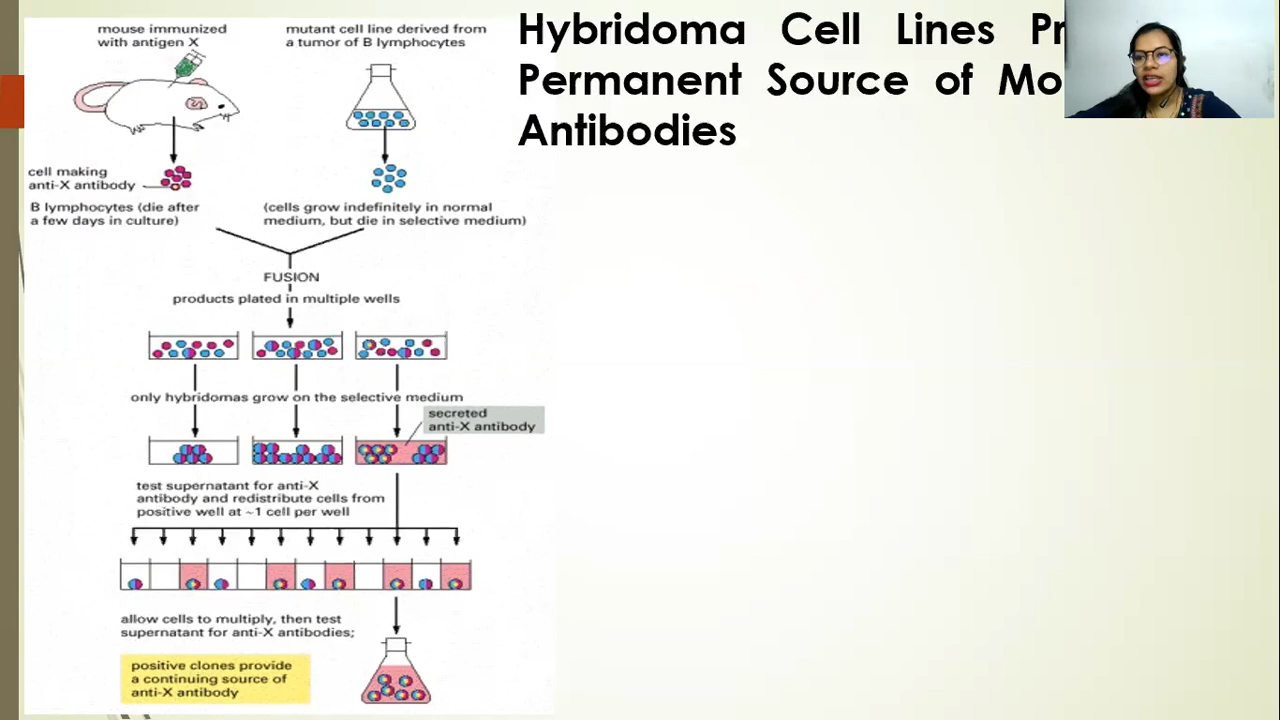 Hybridoma Cell Lines
Permanent Source of
Antibodies
mouse immunized
with antigen X
mutant cell line derived from
a tumor of B lymphocytes
cell making
anti-X antibody
B lymphocytes (die after
a few days in culture)
(cells grow indefinitely in normal
medium, but die in selective medium)
FUSION
products plated in multiple wells
only hybridomas grow on the selective medium
secreted
anti-X antibody
test supernatant for anti-X
antibody and redistribute cells from
positive well at ~1 cell per well
allow cells to multiply, then test
supernatant for anti-X antibodies;
positive clones provide
a continuing source of
anti-X antibody